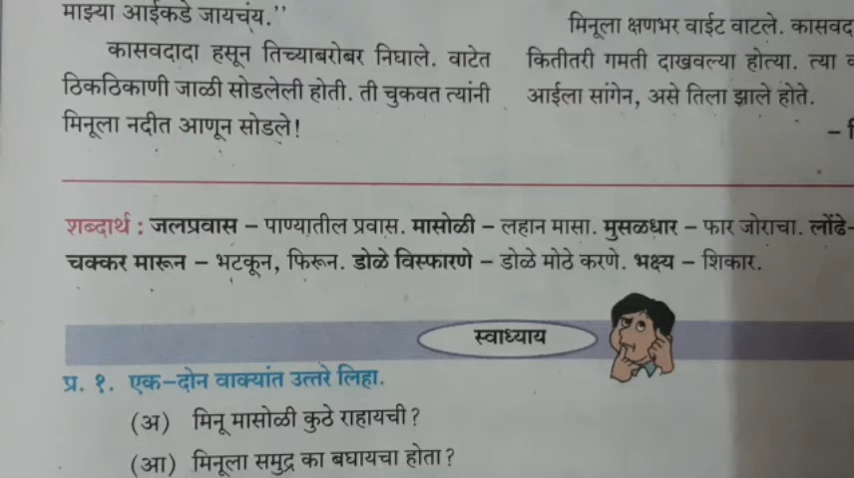 माझ्या आईकडे जायचंय.’’
कासवदादा हसून तिच्याबरोबर निघाले. वाटेत
ठिकठिकाणी जाळी सोडलेली होती. ती चुकवत त्यांनी
मिनूला नदीत आणून सोडले!
मिनूला क्षणभर वाईट वाटले. कासवद
कितीतरी गमती दाखवल्या होत्या. त्या
आईला सांगेन, असे तिला झाले होते.
–
शब्दार्थ : जलप्रवास – पाण्यातील प्रवास. मासोळी – लहान मासा. मुसळधार – फार जोराचा. लोंढे-
चक्कर मारून – भटकून, फिरून. डोळे विस्फारणे – डोळे मोठे करणे. भक्ष्य – शिकार.
स्वाध्याय
प्र. १. एक-दोन वाक्यांत उत्तरे लिहा.
(अ) मिनू मासोळी कुठे राहायची?
(आ) मिनूला समुद्र का बघायचा होता?